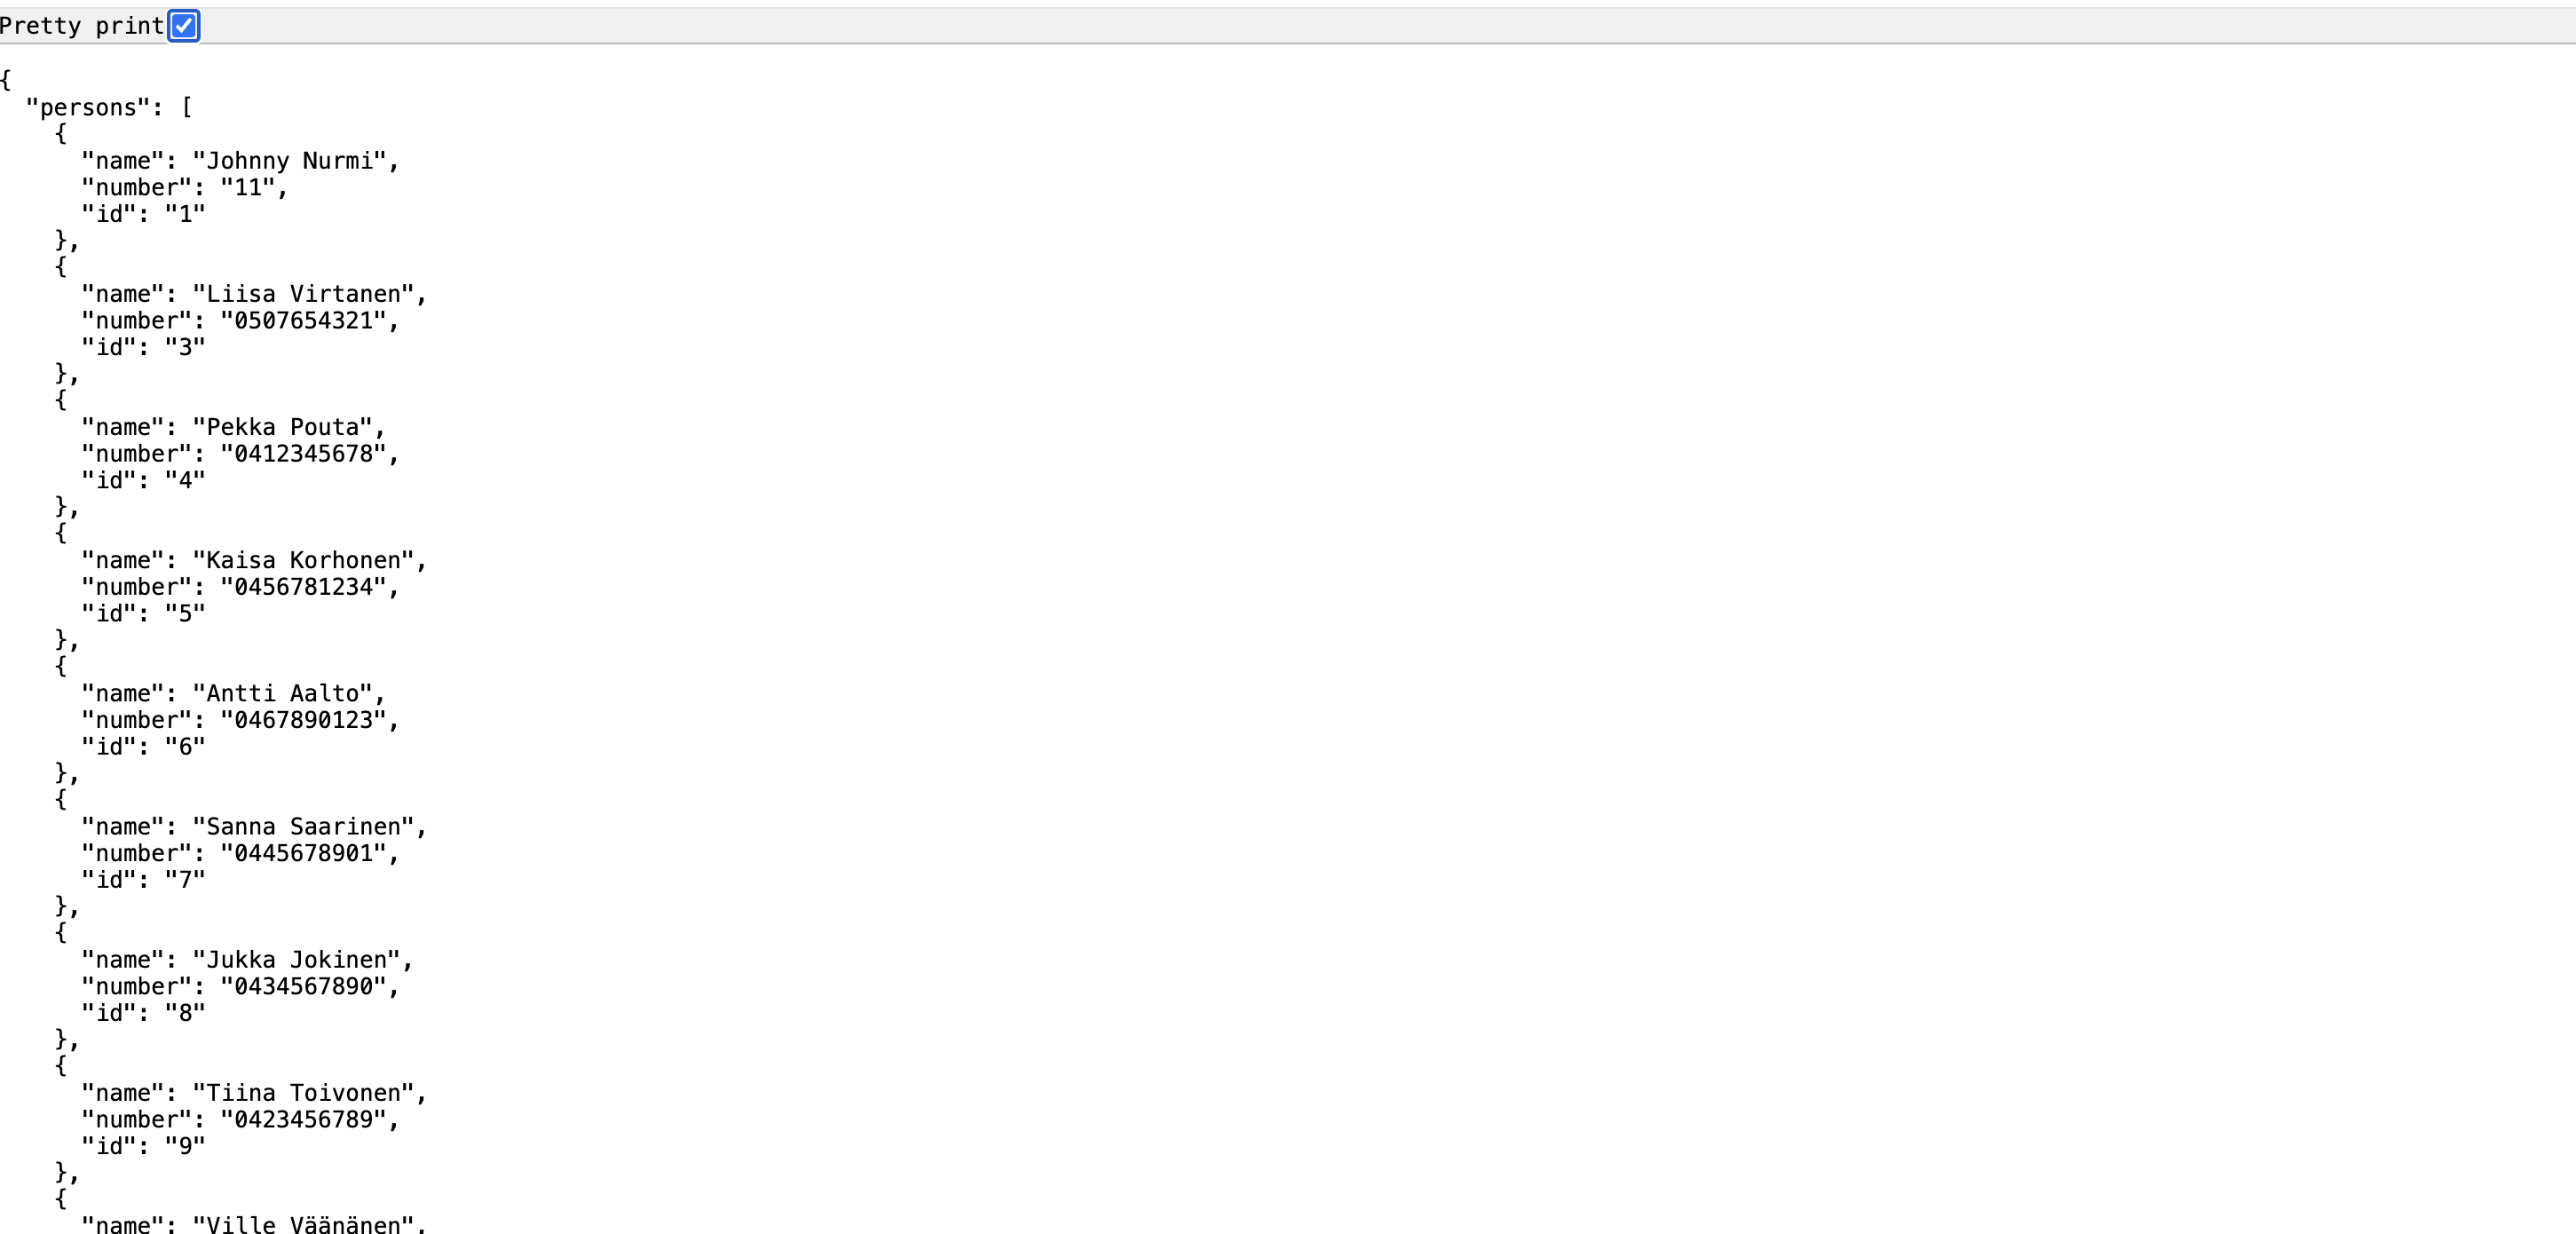 Pretty print
{
  "persons": [
    {
      "name": "Johnny Nurmi",
      "number": "11",
      "id": "1"
    },
    {
      "name": "Liisa Virtanen",
      "number": "0507654321",
      "id": "3"
    },
    {
      "name": "Pekka Pouta",
      "number": "0412345678",
      "id": "4"
    },
    {
      "name": "Kaisa Korhonen",
      "number": "0456781234",
      "id": "5"
    },
    {
      "name": "Antti Aalto",
      "number": "0467890123",
      "id": "6"
    },
    {
      "name": "Sanna Saarinen",
      "number": "0445678901",
      "id": "7"
    },
    {
      "name": "Jukka Jokinen",
      "number": "0434567890",
      "id": "8"
    },
    {
      "name": "Tiina Toivonen",
      "number": "0423456789",
      "id": "9"
    },
    {
      "name": "Ville Väänänen",